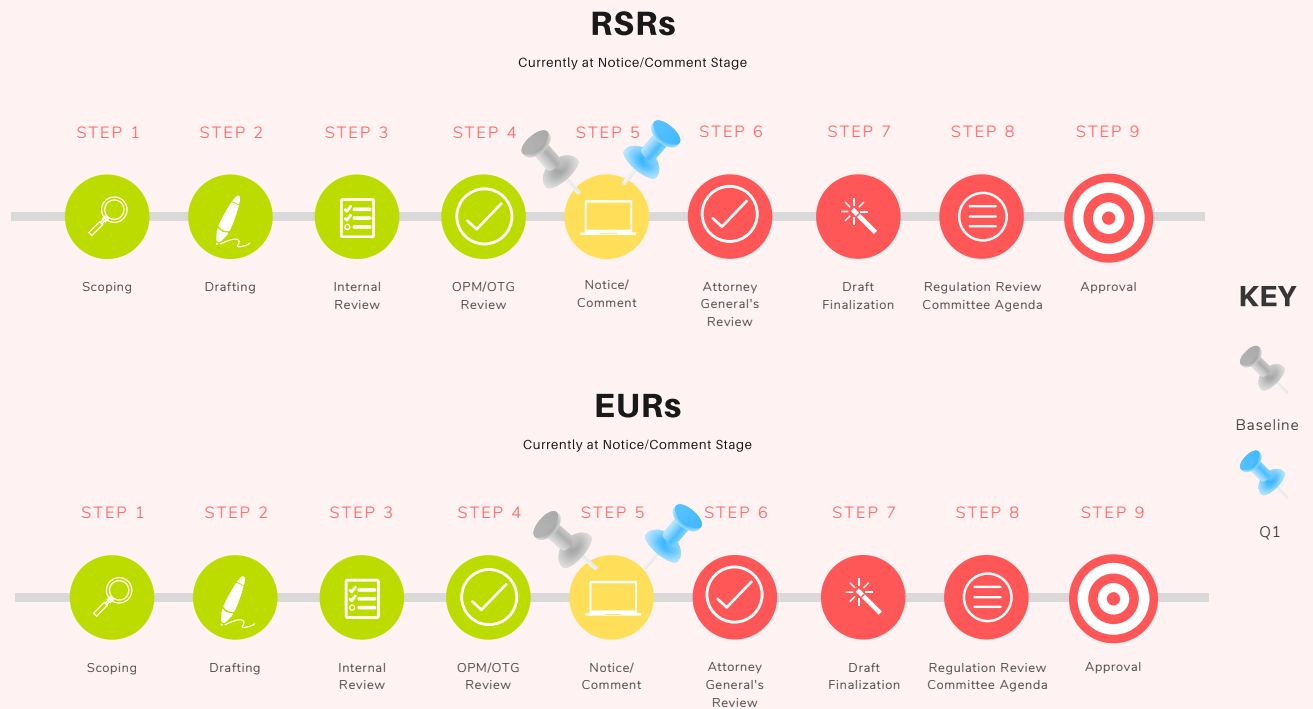 RSRs
Currently at Notice/Comment Stage
STEP 1
STEP 2
STEP 3
STEP 4
STEP 5
STEP 6
STEP 7
STEP 8
STEP 9
Scoping
Drafting
Internal
Review
OPM/OTG
Review
Notice/
Comment
Attorney
General's
Review
Draft
Finalization
Regulation Review
Committee Agenda
Approval
KEY
Baseline
Q1
EURs
Currently at Notice/Comment Stage
STEP 1
STEP 2
STEP 3
STEP 4
STEP 5
STEP 6
STEP 7
STEP 8
STEP 9
Scoping
Drafting
Internal
Review
OPM/OTG
Review
Notice/
Comment
Attorney
General's
Review
Draft
Finalization
Regulation Review
Committee Agenda
Approval